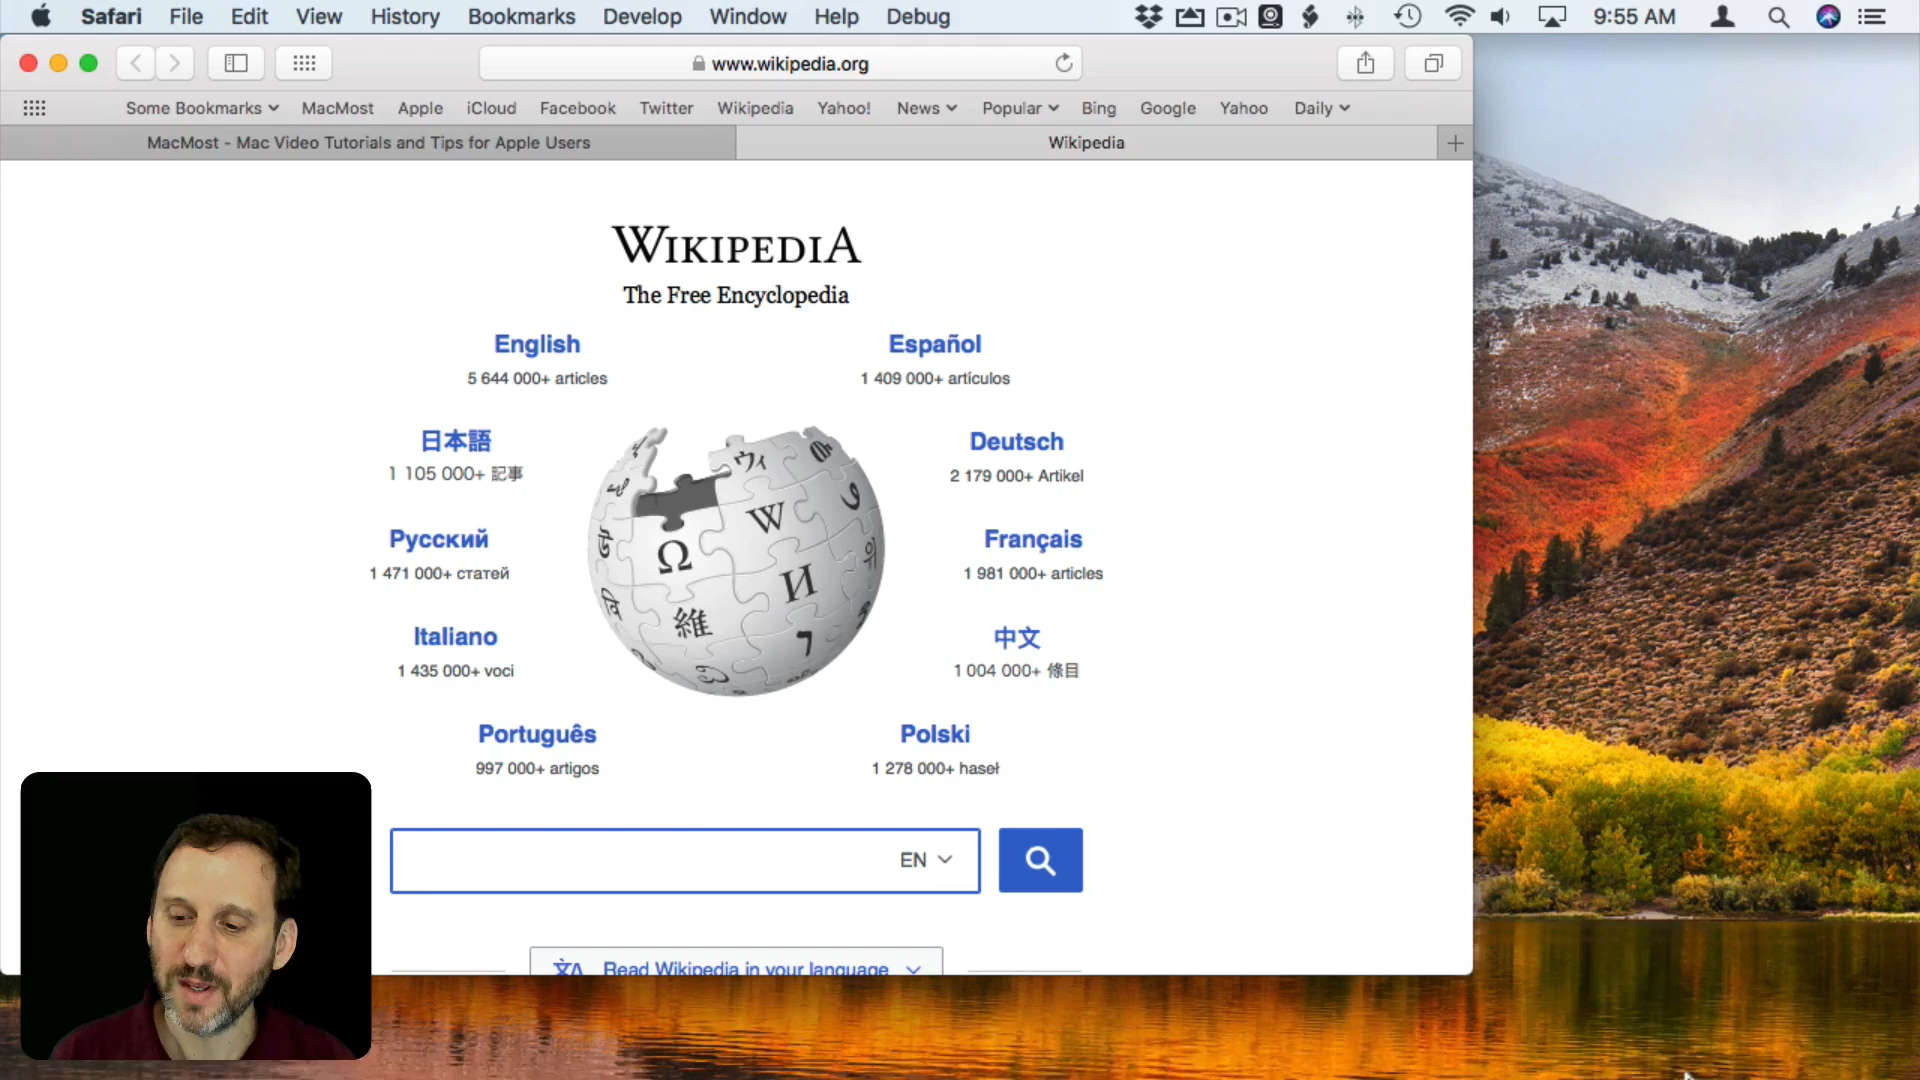 Safari File Edit View History Bookmarks Develop Window Help Debug 9:55 AM
www.wikipedia.org
Some Bookmarks MacMost Apple iCloud Facebook Twitter Wikipedia Yahoo! News Popular Bing Google Yahoo Daily
MacMost - Mac Video Tutorials and Tips for Apple Users Wikipedia
WIKIPEDIA
The Free Encyclopedia
English Español
5 644 000+ articles 1 409 000+ artículos
日本語 Deutsch
1 105 000+ 記事 2 179 000+ Artikel
Русский Français
1 471 000+ статей 1 981 000+ articles
Italiano 中文
1 435 000+ voci 1 004 000+ 條目
Português Polski
997 000+ artigos 1 278 000+ haseł
Ω W И 維 ウィ
EN
Read Wikipedia in your language